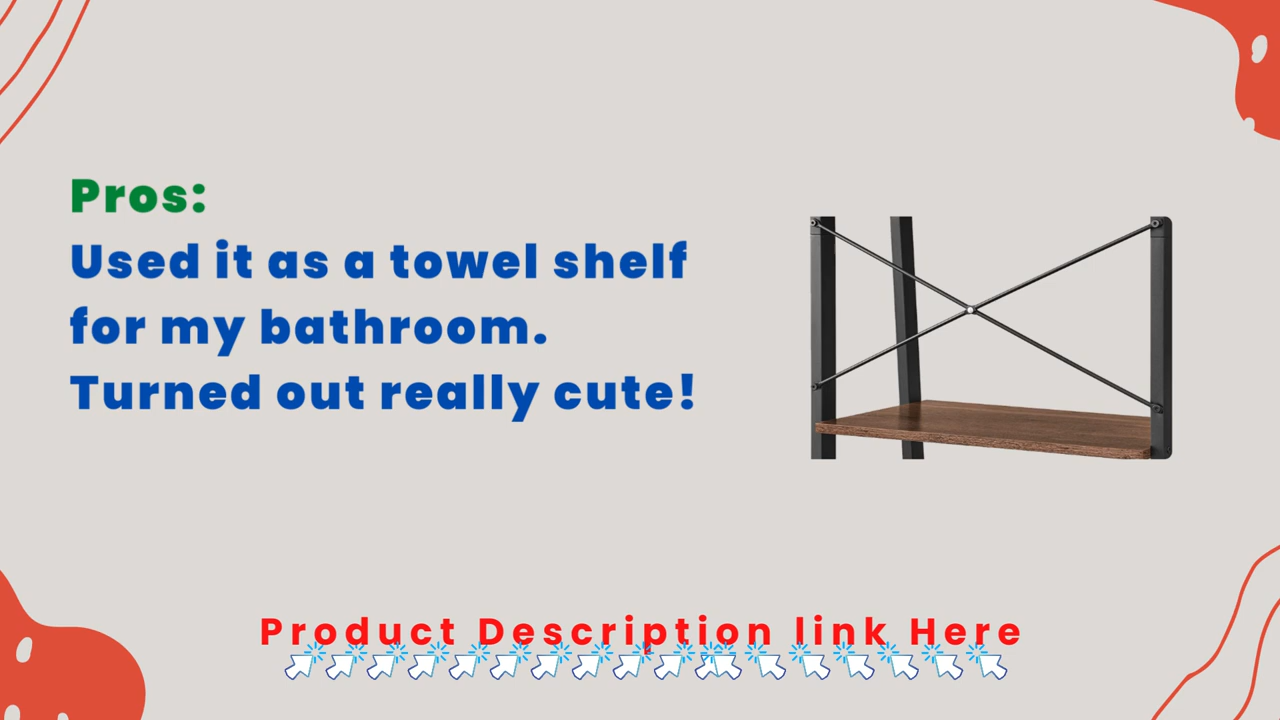 Pros:
Used it as a towel shelf
for my bathroom.
Turned out really cute!
Product Description link Here